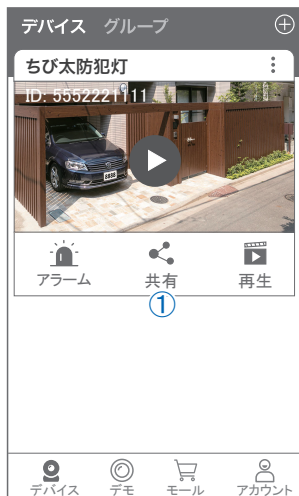 デバイス グループ
ちび太防犯灯
ID: 5552221111
8888
アラーム 共有 再生
①
デバイス デモ モール アカウント